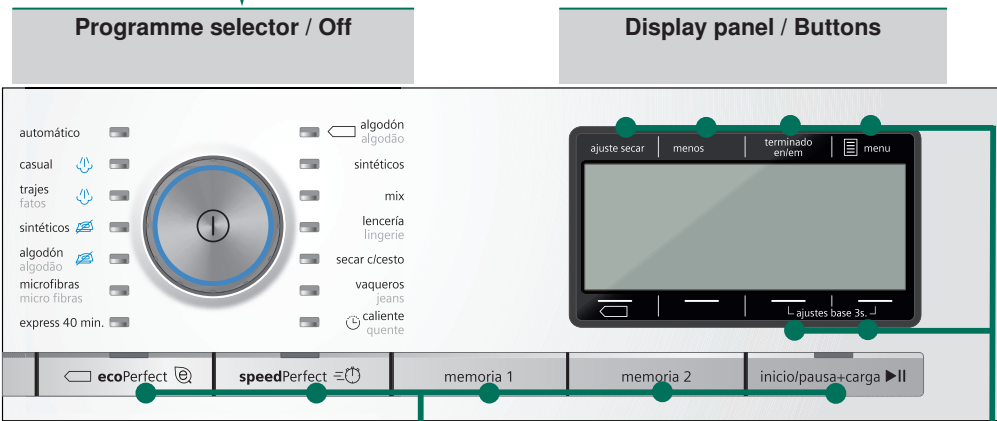 Programme selector / Off
Display panel / Buttons
automático
casual
trajes
fatos
sintéticos
algodón
algodão
microfibras
micro fibras
express 40 min.
algodón
algodão
sintéticos
mix
lencería
lingerie
secar c/cesto
vaqueros
jeans
caliente
quente
ajuste secar
menos
terminado
en/em
menu
ajustes base 3s.
ecoPerfect
speedPerfect
memoria 1
memoria 2
inicio/pausa+carga